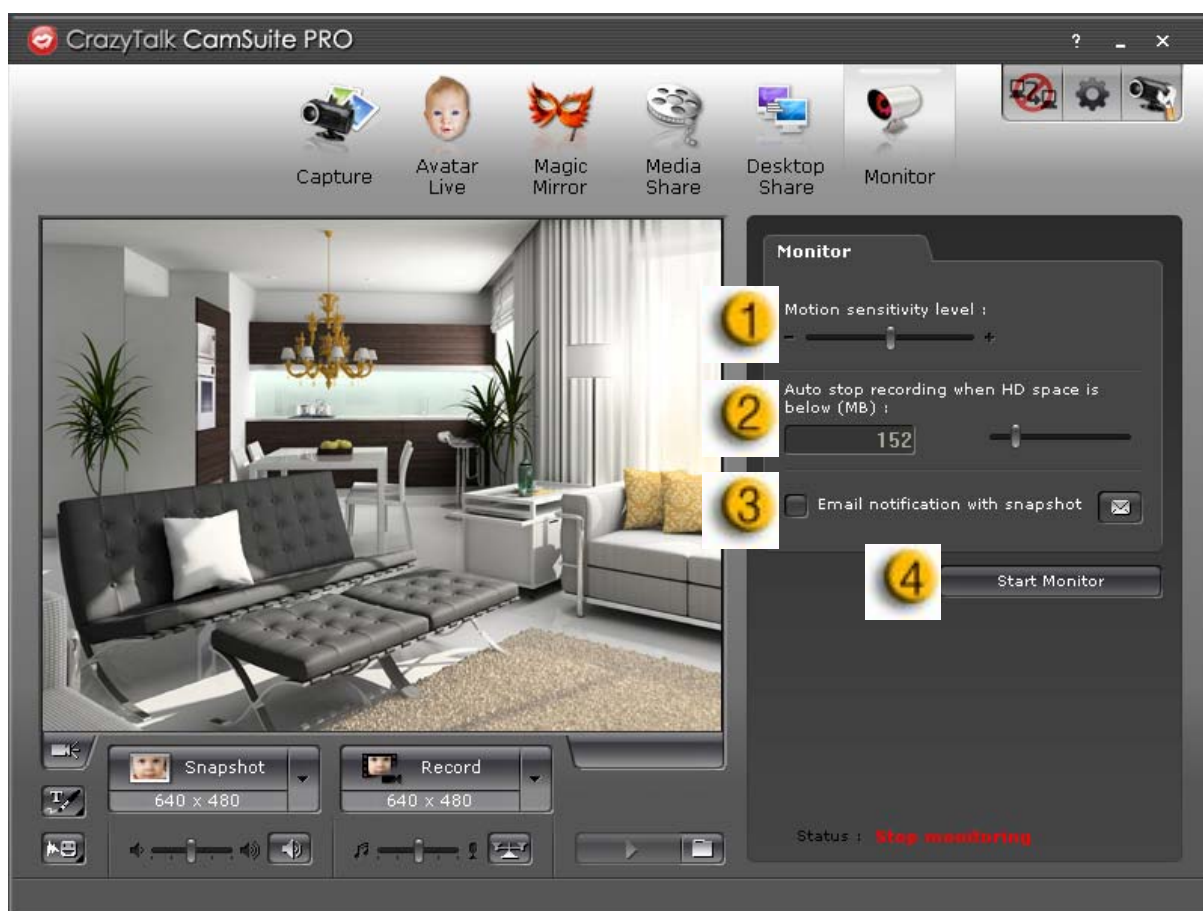 CrazyTalk CamSuite PRO
?
Capture
Avatar
Live
Magic
Mirror
Media
Share
Desktop
Share
Monitor
Monitor
1
Motion sensitivity level :
- +
2
Auto stop recording when HD space is
below (MB) :
152
3
Email notification with snapshot
4
Start Monitor
Snapshot
640 x 480
Record
640 x 480
Status : Stop monitoring